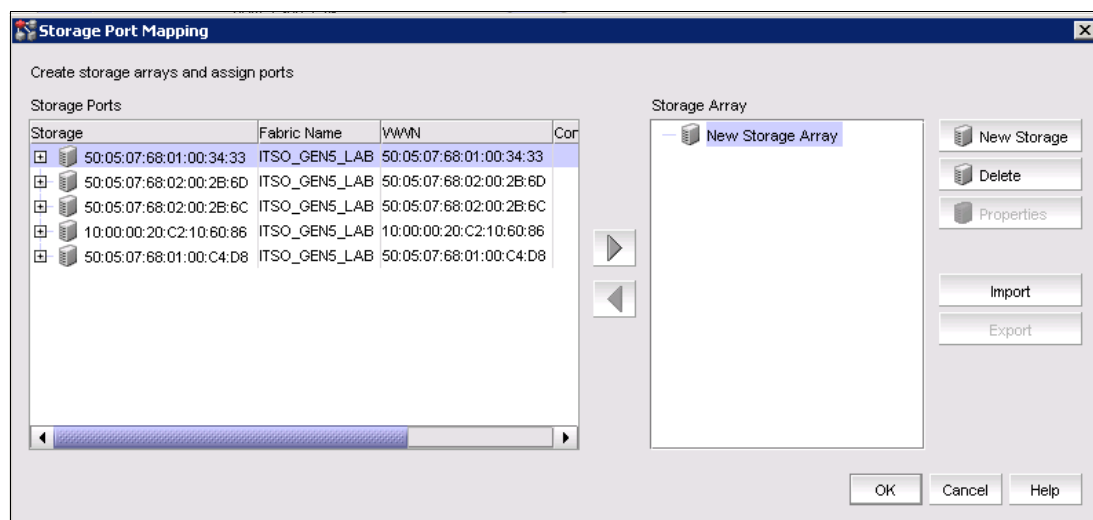 Storage Port Mapping
Create storage arrays and assign ports
Storage Ports
Storage Array
Storage Fabric Name WWN Cor
50:05:07:68:01:00:34:33 ITSO_GEN5_LAB 50:05:07:68:01:00:34:33
50:05:07:68:02:00:2B:6D ITSO_GEN5_LAB 50:05:07:68:02:00:2B:6D
50:05:07:68:02:00:2B:6C ITSO_GEN5_LAB 50:05:07:68:02:00:2B:6C
10:00:00:20:C2:10:60:86 ITSO_GEN5_LAB 10:00:00:20:C2:10:60:86
50:05:07:68:01:00:C4:D8 ITSO_GEN5_LAB 50:05:07:68:01:00:C4:D8
New Storage Array
New Storage
Delete
Properties
Import
Export
OK Cancel Help